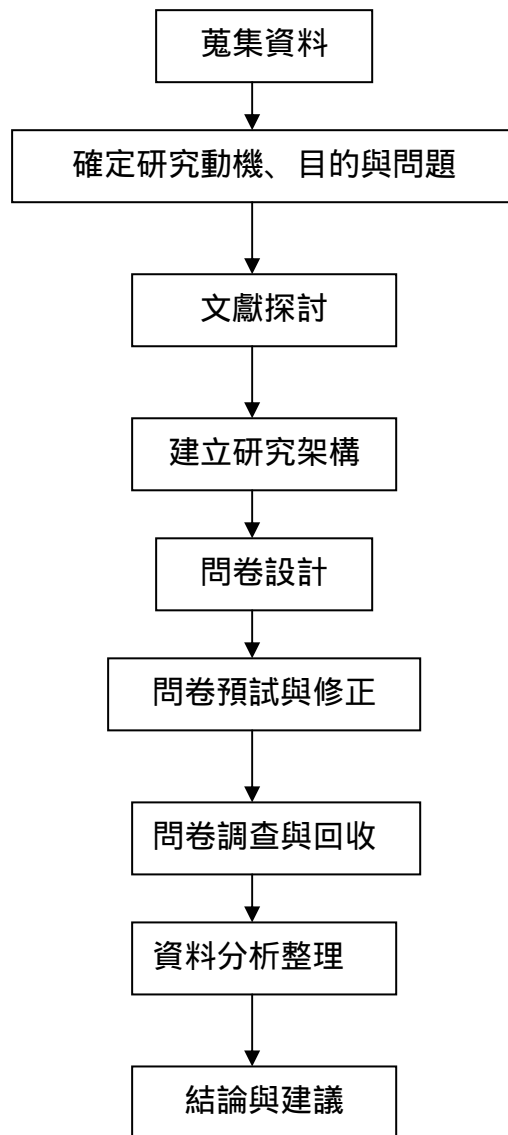 蒐集資料
確定研究動機、目的與問題
文獻探討
建立研究架構
問卷設計
問卷預試與修正
問卷調查與回收
資料分析整理
結論與建議